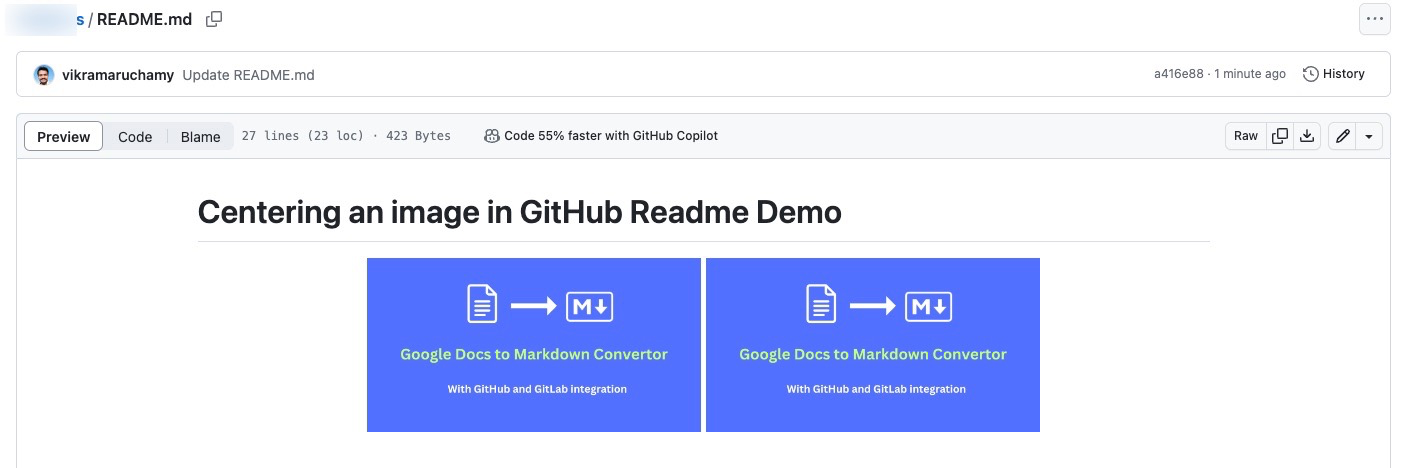 s / README.md
vikramaruchamy Update README.md a416e88 · 1 minute ago History
Preview Code Blame 27 lines (23 loc) · 423 Bytes Code 55% faster with GitHub Copilot Raw
Centering an image in GitHub Readme Demo
M M
Google Docs to Markdown Convertor Google Docs to Markdown Convertor
With GitHub and GitLab integration With GitHub and GitLab integration